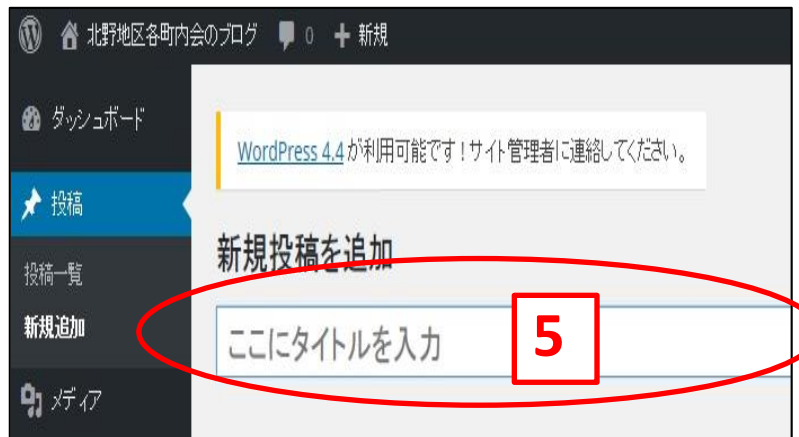 北野地区各町内会のブログ 0 + 新規
ダッシュボード
WordPress 4.4 が利用可能です！サイト管理者に連絡してください。
投稿
新規投稿を追加
投稿一覧
新規追加
ここにタイトルを入力 5
メディア